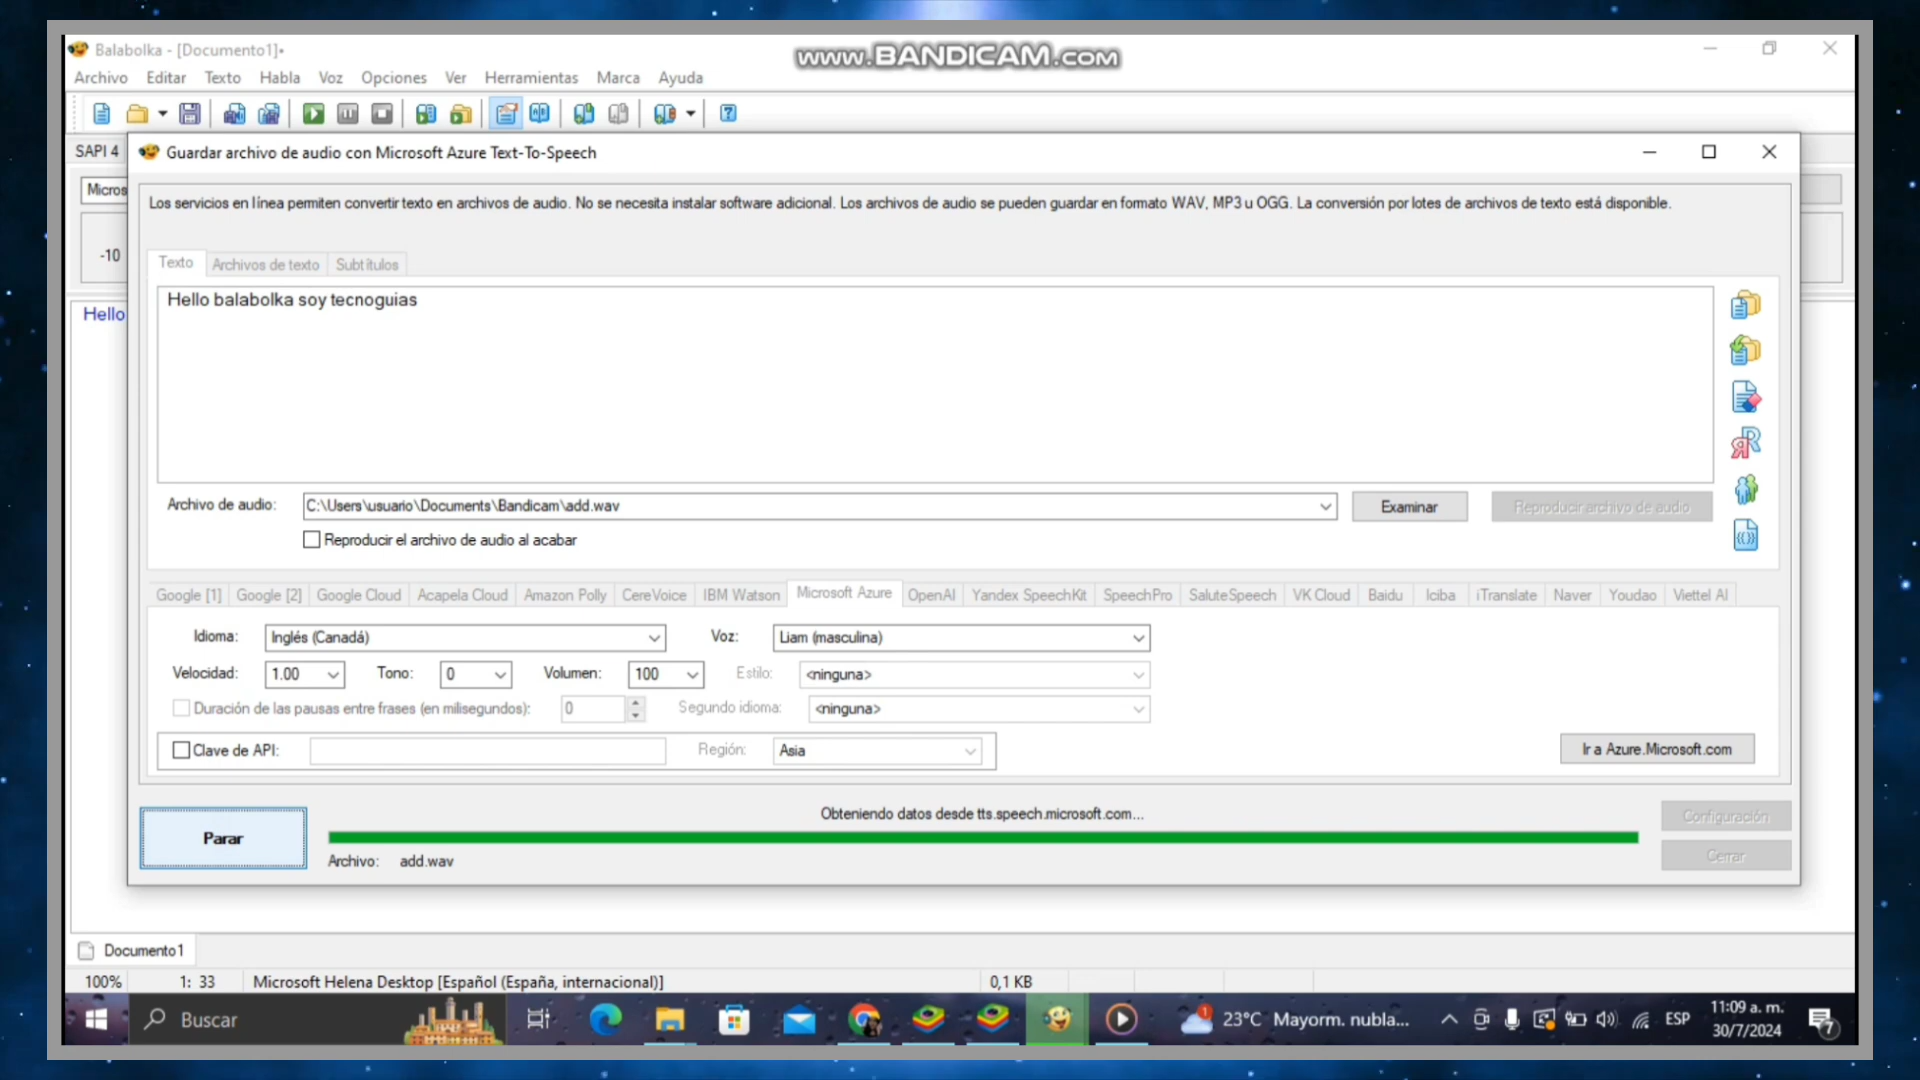 www.BANDICAM.com
Balabolka - [Documento1]•
Archivo Editar Texto Habla Voz Opciones Ver Herramientas Marca Ayuda
SAPI 4
Guardar archivo de audio con Microsoft Azure Text-To-Speech
Micros
-10
Hello
Los servicios en línea permiten convertir texto en archivos de audio. No se necesita instalar software adicional. Los archivos de audio se pueden guardar en formato WAV, MP3 u OGG. La conversión por lotes de archivos de texto está disponible.
Texto Archivos de texto Subtítulos
Hello balabolka soy tecnoguias
Archivo de audio: C:\Users\usuario\Documents\Bandicam\add.wav Examinar Reproducir archivo de audio
Reproducir el archivo de audio al acabar
Google [1] Google [2] Google Cloud Acapela Cloud Amazon Polly CereVoice IBM Watson Microsoft Azure OpenAI Yandex SpeechKit SpeechPro SaluteSpeech VK Cloud Baidu Iciba iTranslate Naver Youdao Viettel AI
Idioma: Inglés (Canadá) Voz: Liam (masculina)
Velocidad: 1.00 Tono: 0 Volumen: 100 Estilo: <ninguna>
Duración de las pausas entre frases (en milisegundos): 0 Segundo idioma: <ninguna>
Clave de API: Región: Asia Ir a Azure.Microsoft.com
Obteniendo datos desde tts.speech.microsoft.com...
Configuración
Parar
Archivo: add.wav
Cerrar
Documento1
100% 1: 33 Microsoft Helena Desktop [Español (España, internacional)] 0,1 KB
Buscar
23°C Mayorm. nubla...
ESP
11:09 a. m.
30/7/2024
7